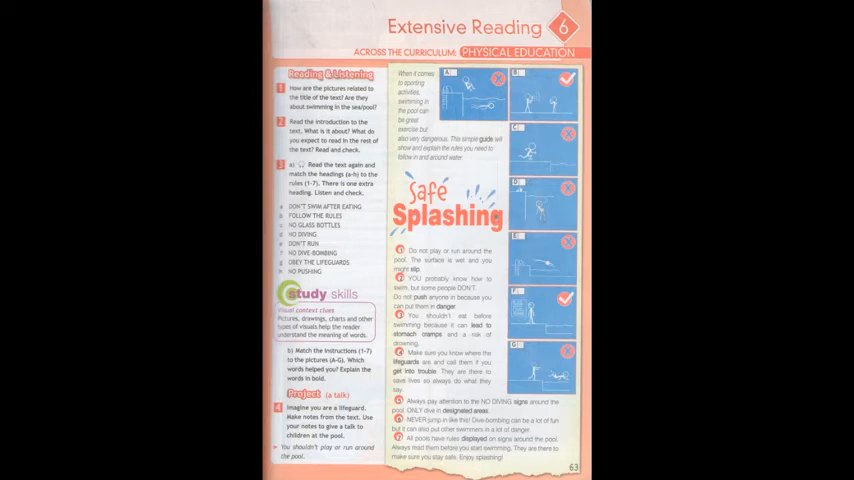 Extensive Reading 6
ACROSS THE CURRICULUM: PHYSICAL EDUCATION
Reading & Listening
1 How are the pictures related to
the title of the text? Are they
about swimming in the sea/pool?
2 Read the introduction to the
text. What is it about? What do
you expect to read in the rest of
the text? Read and check.
3 a) Read the text again and
match the headings (a-h) to the
rules (1-7). There is one extra
heading. Listen and check.
a DON'T SWIM AFTER EATING
b FOLLOW THE RULES
c NO GLASS BOTTLES
d NO DIVING
e DON'T RUN
f NO DIVE-BOMBING
g OBEY THE LIFEGUARDS
h NO PUSHING
study skills
Visual context clues
Pictures, drawings, charts and other
types of visuals help the reader
understand the meaning of words.
b) Match the instructions (1-7)
to the pictures (A-G). Which
words helped you? Explain the
words in bold.
Project (a talk)
4 Imagine you are a lifeguard.
Make notes from the text. Use
your notes to give a talk to
children at the pool.
You shouldn't play or run around
the pool.
When it comes
to sporting
activities,
swimming in
the pool can
be great
exercise but
also very dangerous. This simple guide will
show and explain the rules you need to
follow in and around water.
A
B
C
D
E
F
G
Safe
Splashing
1 Do not play or run around the
pool. The surface is wet and you
might slip.
2 YOU probably know how to
swim, but some people DON'T.
Do not push anyone in because you
can put them in danger.
3 You shouldn't eat before
swimming because it can lead to
stomach cramps and a risk of
drowning.
4 Make sure you know where the
lifeguards are and call them if you
get into trouble. They are there to
save lives so always do what they
say.
5 Always pay attention to the NO DIVING signs around the
pool. ONLY dive in designated areas.
6 NEVER jump in like this! Dive-bombing can be a lot of fun
but it can also put other swimmers in a lot of danger.
7 All pools have rules displayed on signs around the pool.
Always read them before you start swimming. They are there to
make sure you stay safe. Enjoy splashing!
63